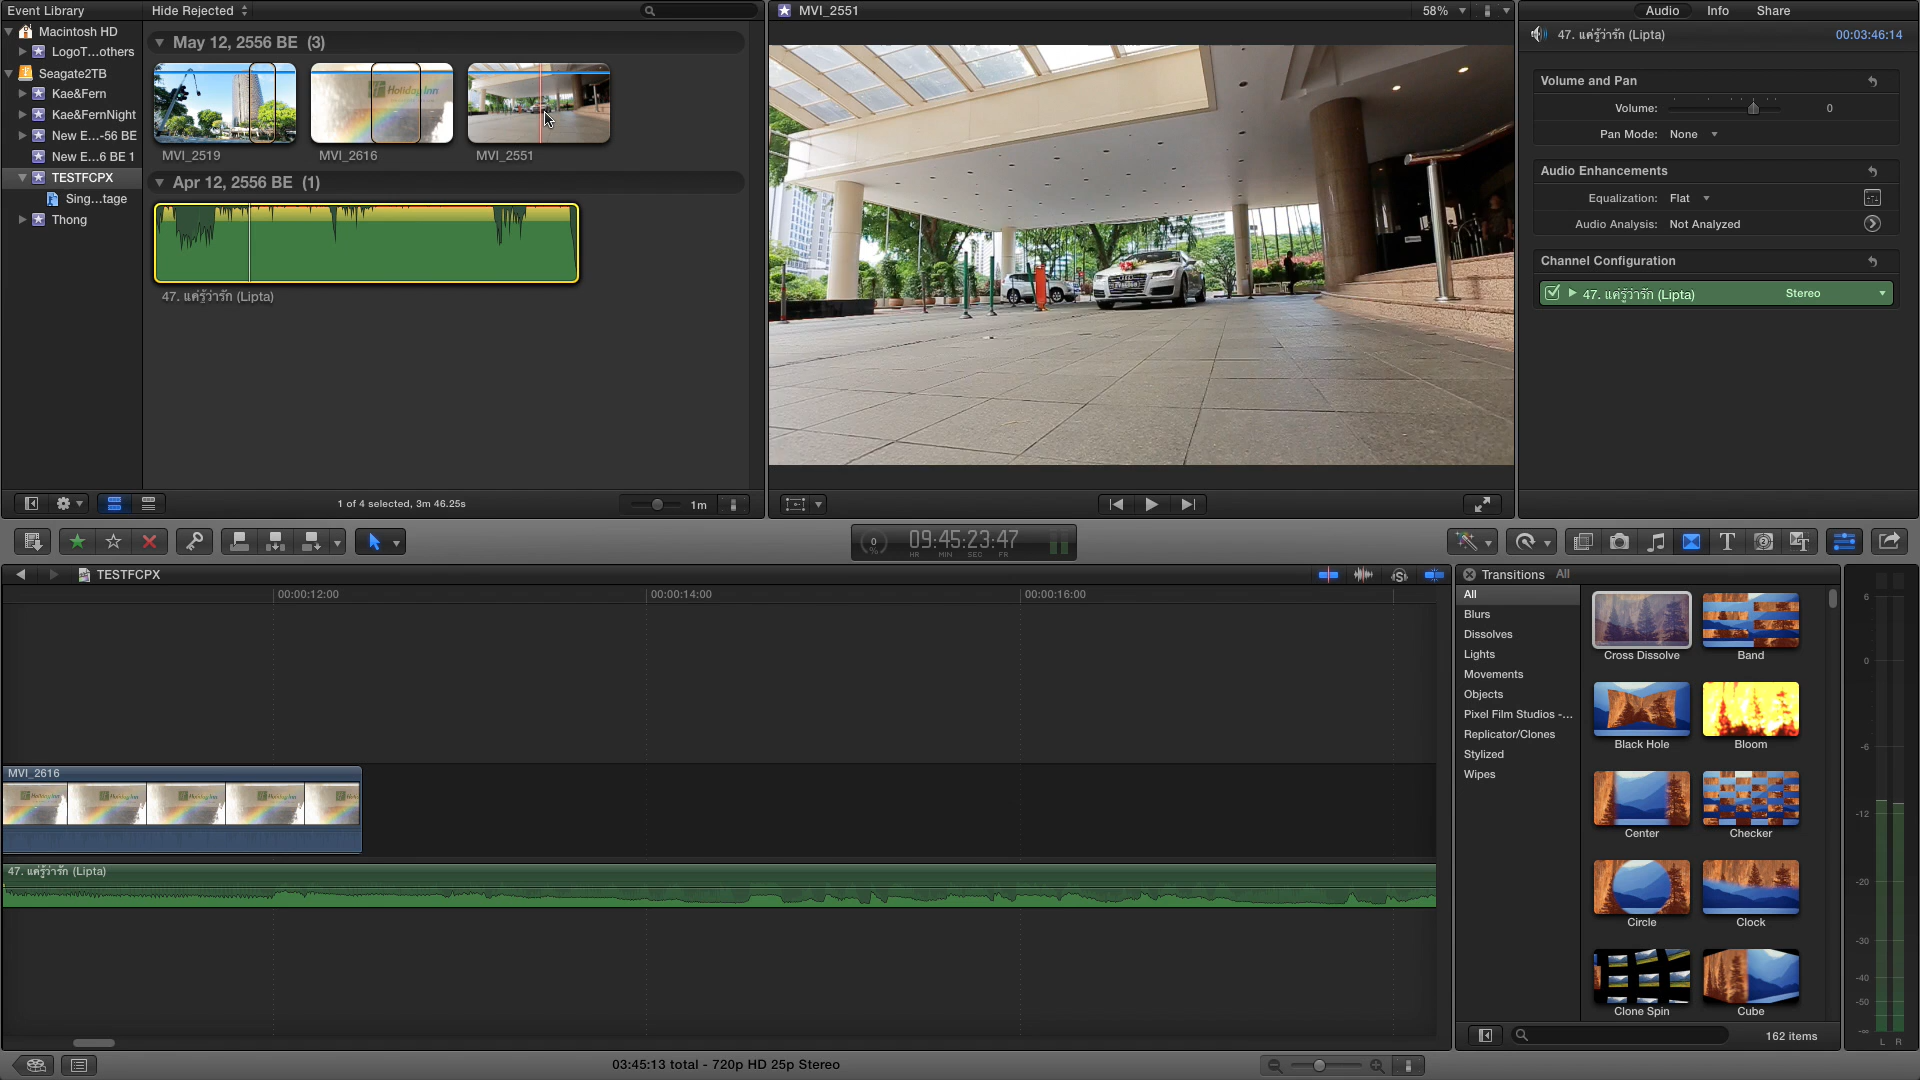 Event Library
Hide Rejected
MVI_2551
58%
Audio
Info
Share
Macintosh HD
LogoT...others
Seagate2TB
Kae&Fern
Kae&FernNight
New E...-56 BE
New E...6 BE 1
TESTFCPX
Sing...tage
Thong
May 12, 2556 BE (3)
Holiday Inn
MVI_2519
MVI_2616
MVI_2551
Apr 12, 2556 BE (1)
47. แค่รู้ว่ารัก (Lipta)
1 of 4 selected, 3m 46.25s
1m
47. แค่รู้ว่ารัก (Lipta)
00:03:46:14
Volume and Pan
Volume:
0
Pan Mode:
None
Audio Enhancements
Equalization:
Flat
Audio Analysis:
Not Analyzed
Channel Configuration
47. แค่รู้ว่ารัก (Lipta)
Stereo
0
%
09:45:23:47
HR MIN SEC FR
TESTFCPX
00:00:12:00
00:00:14:00
00:00:16:00
MVI_2616
47. แค่รู้ว่ารัก (Lipta)
Transitions
All
All
Blurs
Dissolves
Lights
Movements
Objects
Pixel Film Studios -...
Replicator/Clones
Stylized
Wipes
Cross Dissolve
Band
Black Hole
Bloom
Center
Checker
Circle
Clock
Clone Spin
Cube
162 items
6
0
-6
-12
-20
-30
-40
-50
-∞
L R
03:45:13 total - 720p HD 25p Stereo